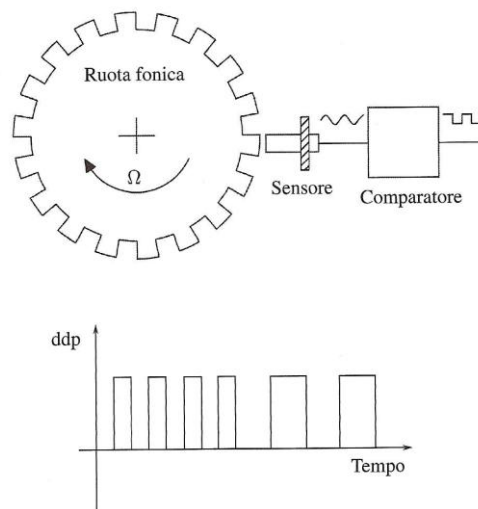 Ruota fonica
Ω
Sensore
Comparatore
ddp
Tempo